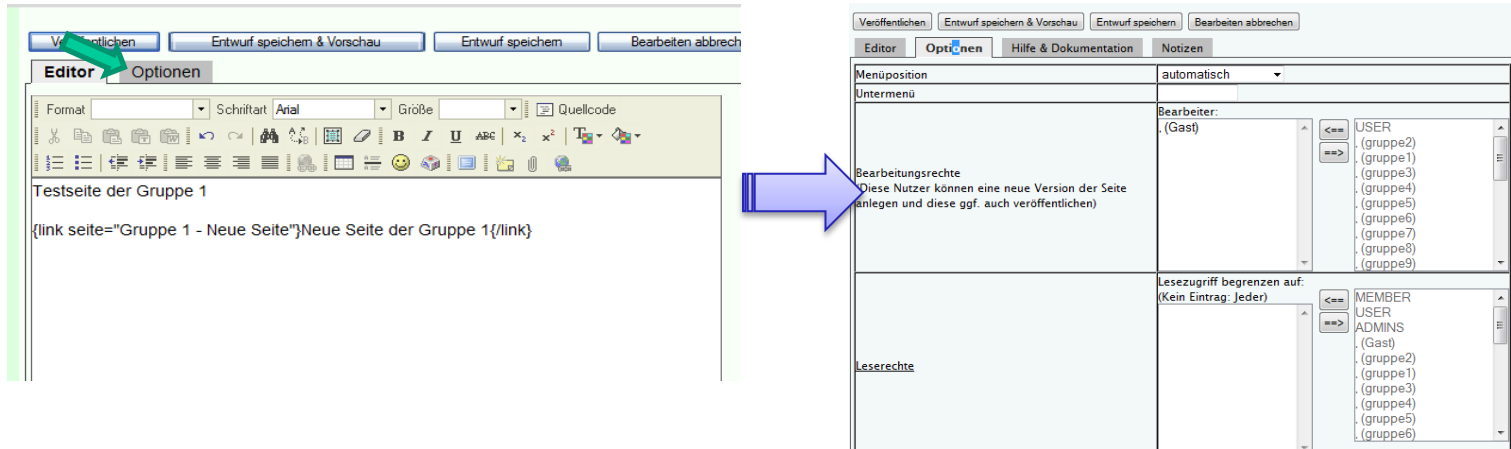 Veröffentlichen Entwurf speichern & Vorschau Entwurf speichern Bearbeiten abbrech
Editor Optionen
Format Schriftart Arial Größe Quellcode
B I U ABC ×₂ ×²
Testseite der Gruppe 1
{link seite="Gruppe 1 - Neue Seite"}Neue Seite der Gruppe 1{/link}
Veröffentlichen Entwurf speichern & Vorschau Entwurf speichern Bearbeiten abbrechen
Editor Optionen Hilfe & Dokumentation Notizen
Menüposition automatisch
Untermenü
Bearbeitungsrechte
(Diese Nutzer können eine neue Version der Seite
anlegen und diese ggf. auch veröffentlichen)
Bearbeiter:
, (Gast)
<==
==>
USER
, (gruppe2)
, (gruppe1)
, (gruppe3)
, (gruppe4)
, (gruppe5)
, (gruppe6)
, (gruppe7)
, (gruppe8)
, (gruppe9)
Leserechte
Lesezugriff begrenzen auf:
(Kein Eintrag: Jeder)
<==
==>
MEMBER
USER
ADMINS
, (Gast)
, (gruppe2)
, (gruppe1)
, (gruppe3)
, (gruppe4)
, (gruppe5)
, (gruppe6)